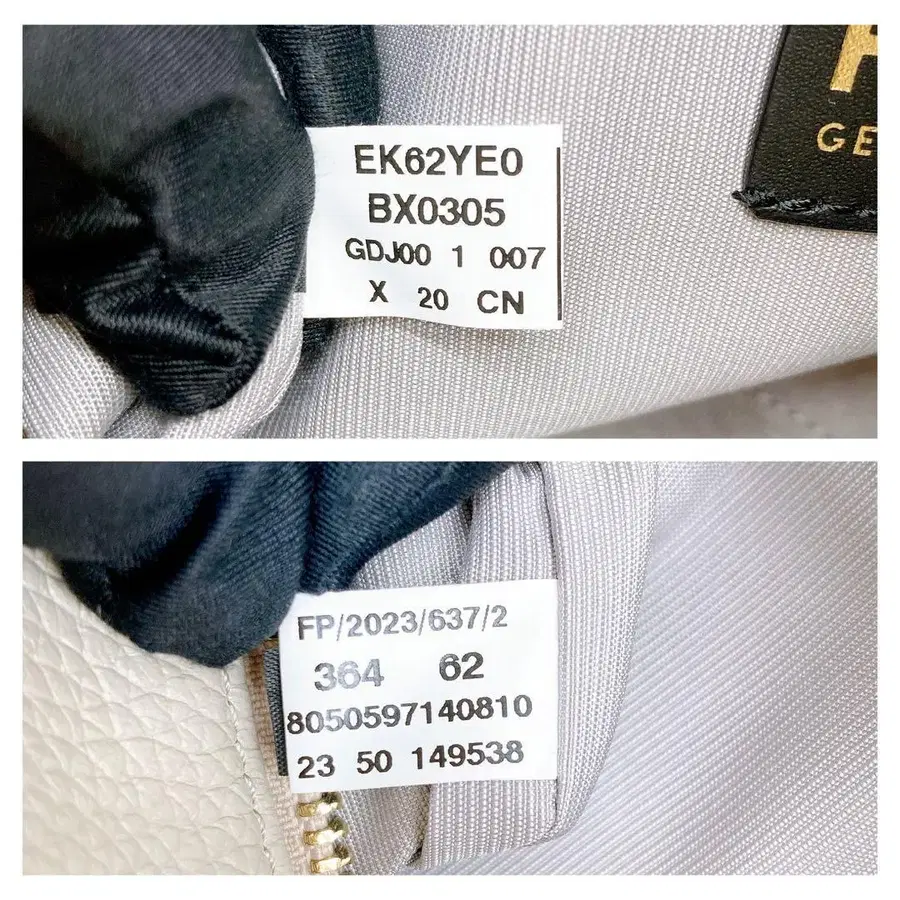 GE
EK62YE0
BX0305
GDJ00 1 007
X 20 CN
FP/2023/637/2
364 62
8050597140810
23 50 149538